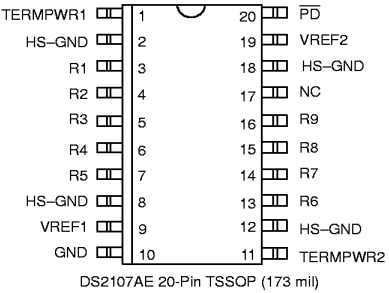 TERMPWR1 1 20 PD
HS–GND 2 19 VREF2
R1 3 18 HS–GND
R2 4 17 NC
R3 5 16 R9
R4 6 15 R8
R5 7 14 R7
HS–GND 8 13 R6
VREF1 9 12 HS–GND
GND 10 11 TERMPWR2
DS2107AE 20-Pin TSSOP (173 mil)